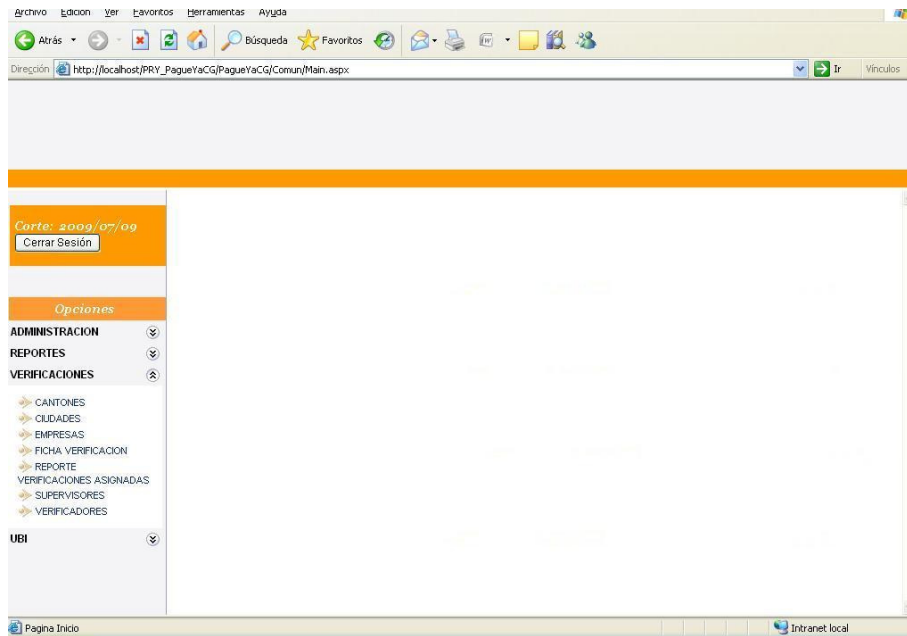 Archivo Edición Ver Favoritos Herramientas Ayuda
Atrás Búsqueda Favoritos
Dirección http://localhost/PRY_PagueYaCG/PagueYaCG/Comun/Main.aspx Ir Vínculos
Corte: 2009/07/09
Cerrar Sesión
Opciones
ADMINISTRACION
REPORTES
VERIFICACIONES
CANTONES
CIUDADES
EMPRESAS
FICHA VERIFICACION
REPORTE
VERIFICACIONES ASIGNADAS
SUPERVISORES
VERIFICADORES
UBI
Pagina Inicio Intranet local